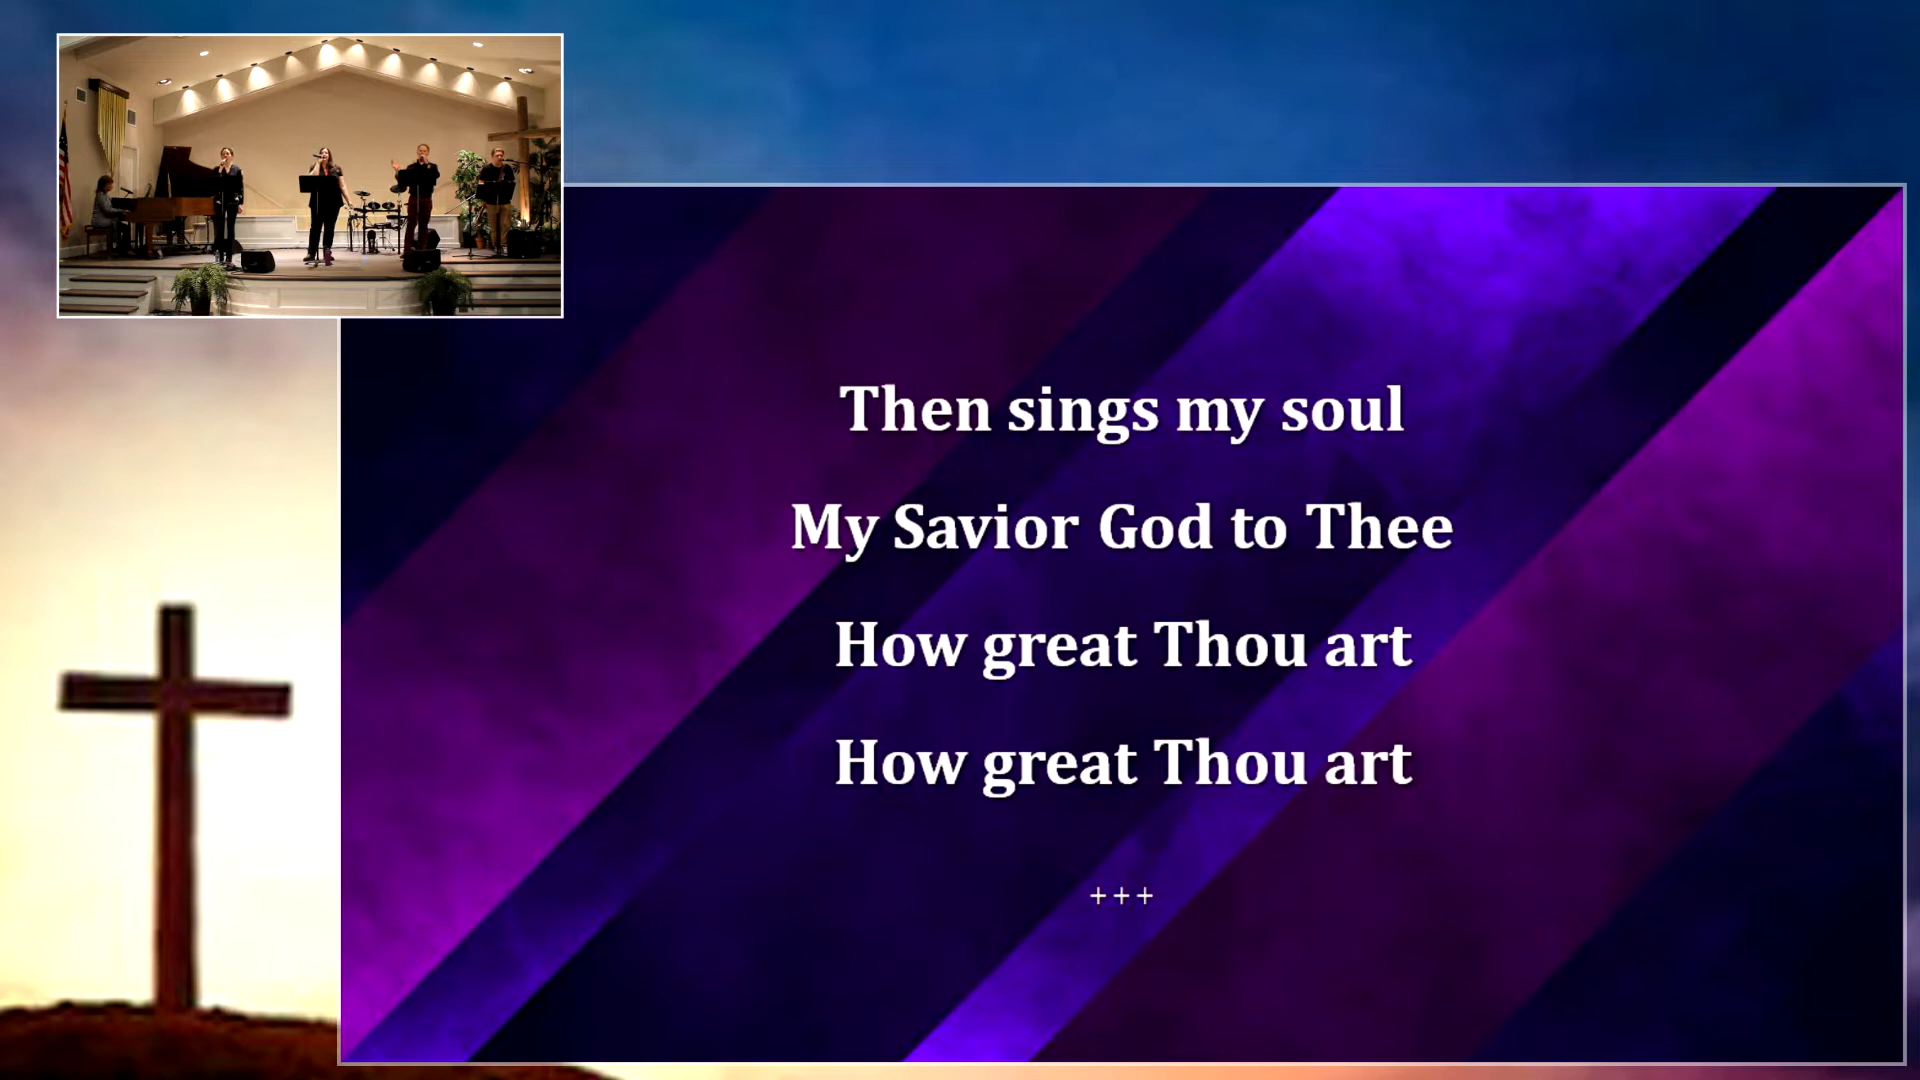 Then sings my soul
My Savior God to Thee
How great Thou art
How great Thou art
+++